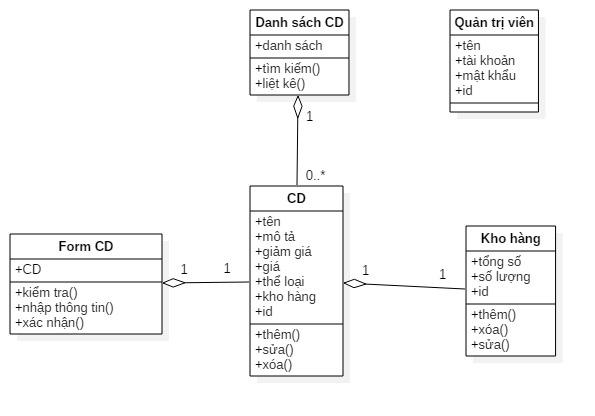 Danh sách CD
+danh sách
+tìm kiếm()
+liệt kê()
Quản trị viên
+tên
+tài khoản
+mật khẩu
+id
1
0..*
CD
+tên
+mô tả
+giảm giá
+giá
+thể loại
+kho hàng
+id
+thêm()
+sửa()
+xóa()
Form CD
+CD
+kiểm tra()
+nhập thông tin()
+xác nhận()
1
1
1
1
Kho hàng
+tổng số
+số lượng
+id
+thêm()
+xóa()
+sửa()